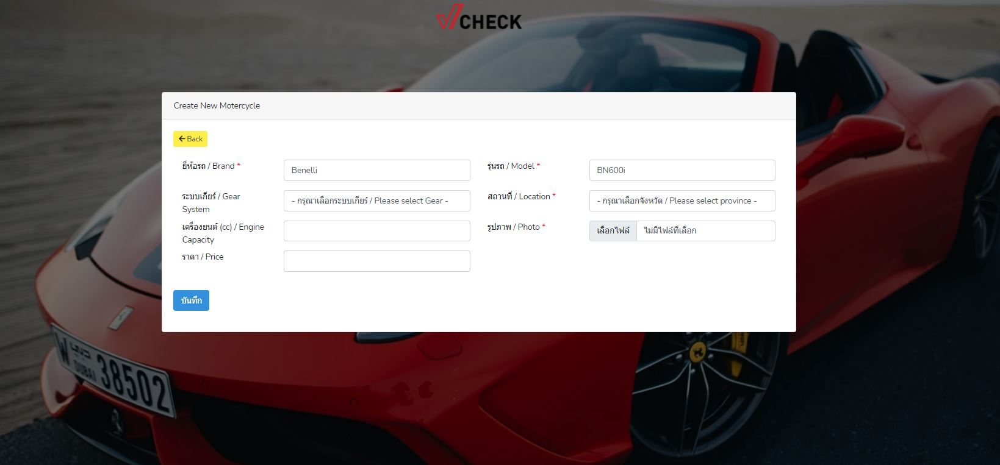 CHECK
Create New Motercycle
Back
ยี่ห้อรถ / Brand * Benelli รุ่นรถ / Model * BN600i
ระบบเกียร์ / Gear System - กรุณาเลือกระบบเกียร์ / Please select Gear - สถานที่ / Location * - กรุณาเลือกจังหวัด / Please select province -
เครื่องยนต์ (cc) / Engine Capacity รูปภาพ / Photo * เลือกไฟล์ ไม่มีไฟล์ที่เลือก
ราคา / Price
บันทึก
W DUBAI 38502